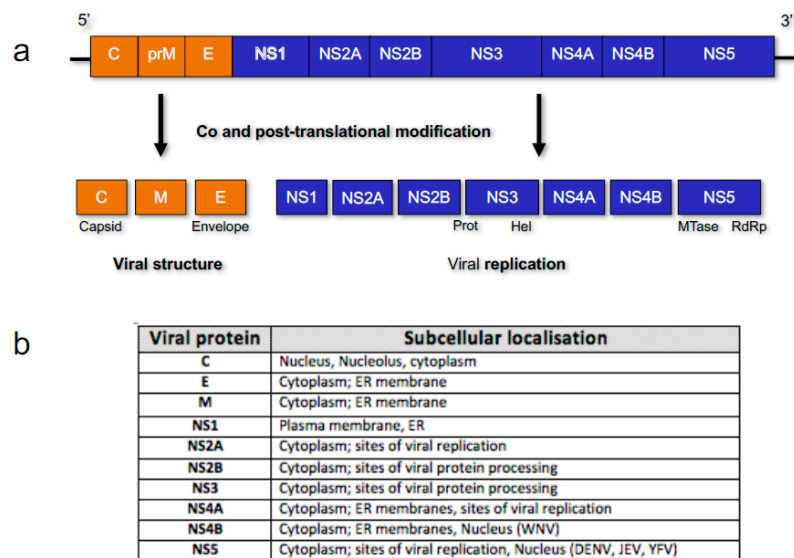 5’ 3’
a
C prM E NS1 NS2A NS2B NS3 NS4A NS4B NS5
Co and post-translational modification
C M E NS1 NS2A NS2B NS3 NS4A NS4B NS5
Capsid Envelope Prot Hel MTase RdRp
Viral structure Viral replication
b
Viral protein Subcellular localisation
C Nucleus, Nucleolus, cytoplasm
E Cytoplasm; ER membrane
M Cytoplasm; ER membrane
NS1 Plasma membrane, ER
NS2A Cytoplasm; sites of viral replication
NS2B Cytoplasm; sites of viral protein processing
NS3 Cytoplasm; sites of viral protein processing
NS4A Cytoplasm; ER membranes, sites of viral replication
NS4B Cytoplasm; ER membranes, Nucleus (WNV)
NS5 Cytoplasm; sites of viral replication, Nucleus (DENV, JEV, YFV)